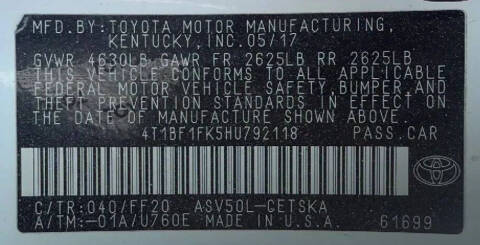 MFD.BY:TOYOTA MOTOR MANUFACTURING,
KENTUCKY,INC.05/17
GVWR 4630LB GAWR FR 2625LB RR 2625LB
THIS VEHICLE CONFORMS TO ALL APPLICABLE
FEDERAL MOTOR VEHICLE SAFETY,BUMPER,AND
THEFT PREVENTION STANDARDS IN EFFECT ON
THE DATE OF MANUFACTURE SHOWN ABOVE.
4T1BF1FK5HU792118 PASS.CAR
C/TR:040/FF20 ASV50L-CETSKA
A/TM:-01A/U760E MADE IN U.S.A. 61699
TOYOTA